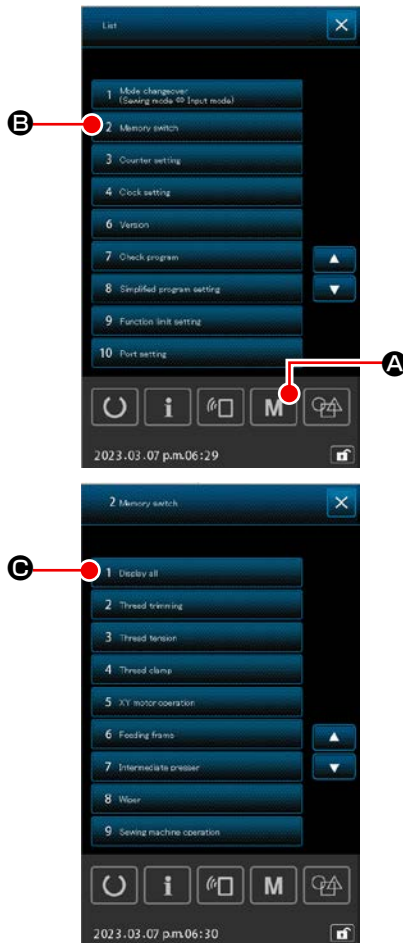 List
1 Mode changeover
(Sewing mode ⇔ Input mode)
B
2 Memory switch
3 Counter setting
4 Clock setting
6 Version
7 Check program
8 Simplified program setting
9 Function limit setting
10 Port setting
A
i M
2023.03.07 p.m.06:29
2 Memory switch
C
1 Display all
2 Thread trimming
3 Thread tension
4 Thread clamp
5 XY motor operation
6 Feeding frame
7 Intermediate presser
8 Wiper
9 Sewing machine operation
i M
2023.03.07 p.m.06:30